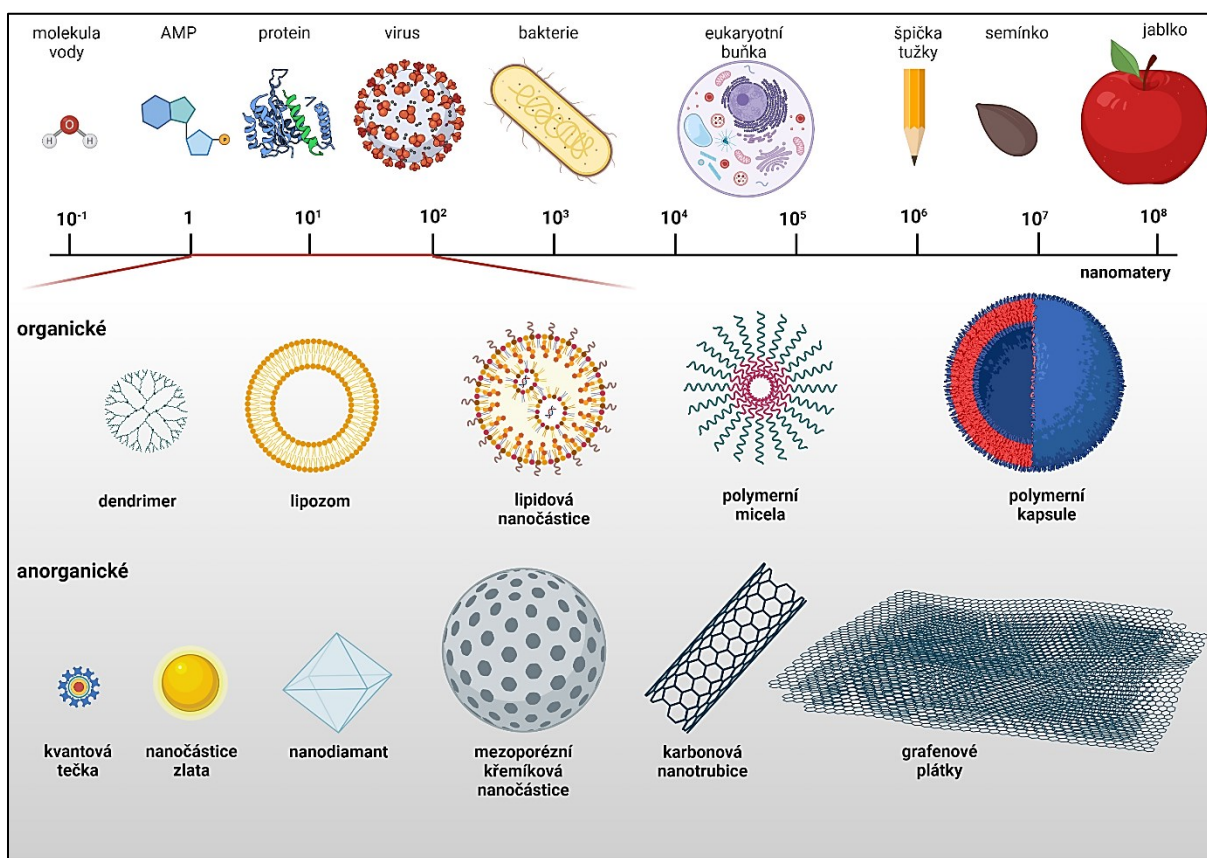 molekula
vody
AMP
protein
virus
bakterie
eukaryotní
buňka
špička
tužky
semínko
jablko
O
H
H
P
10⁻¹
1
10¹
10²
10³
10⁴
10⁵
10⁶
10⁷
10⁸
nanomatery
organické
dendrimer
lipozom
lipidová
nanočástice
polymerní
micela
polymerní
kapsule
anorganické
kvantová
tečka
nanočástice
zlata
nanodiamant
mezoporézní
křemíková
nanočástice
karbonová
nanotrubice
grafenové
plátky